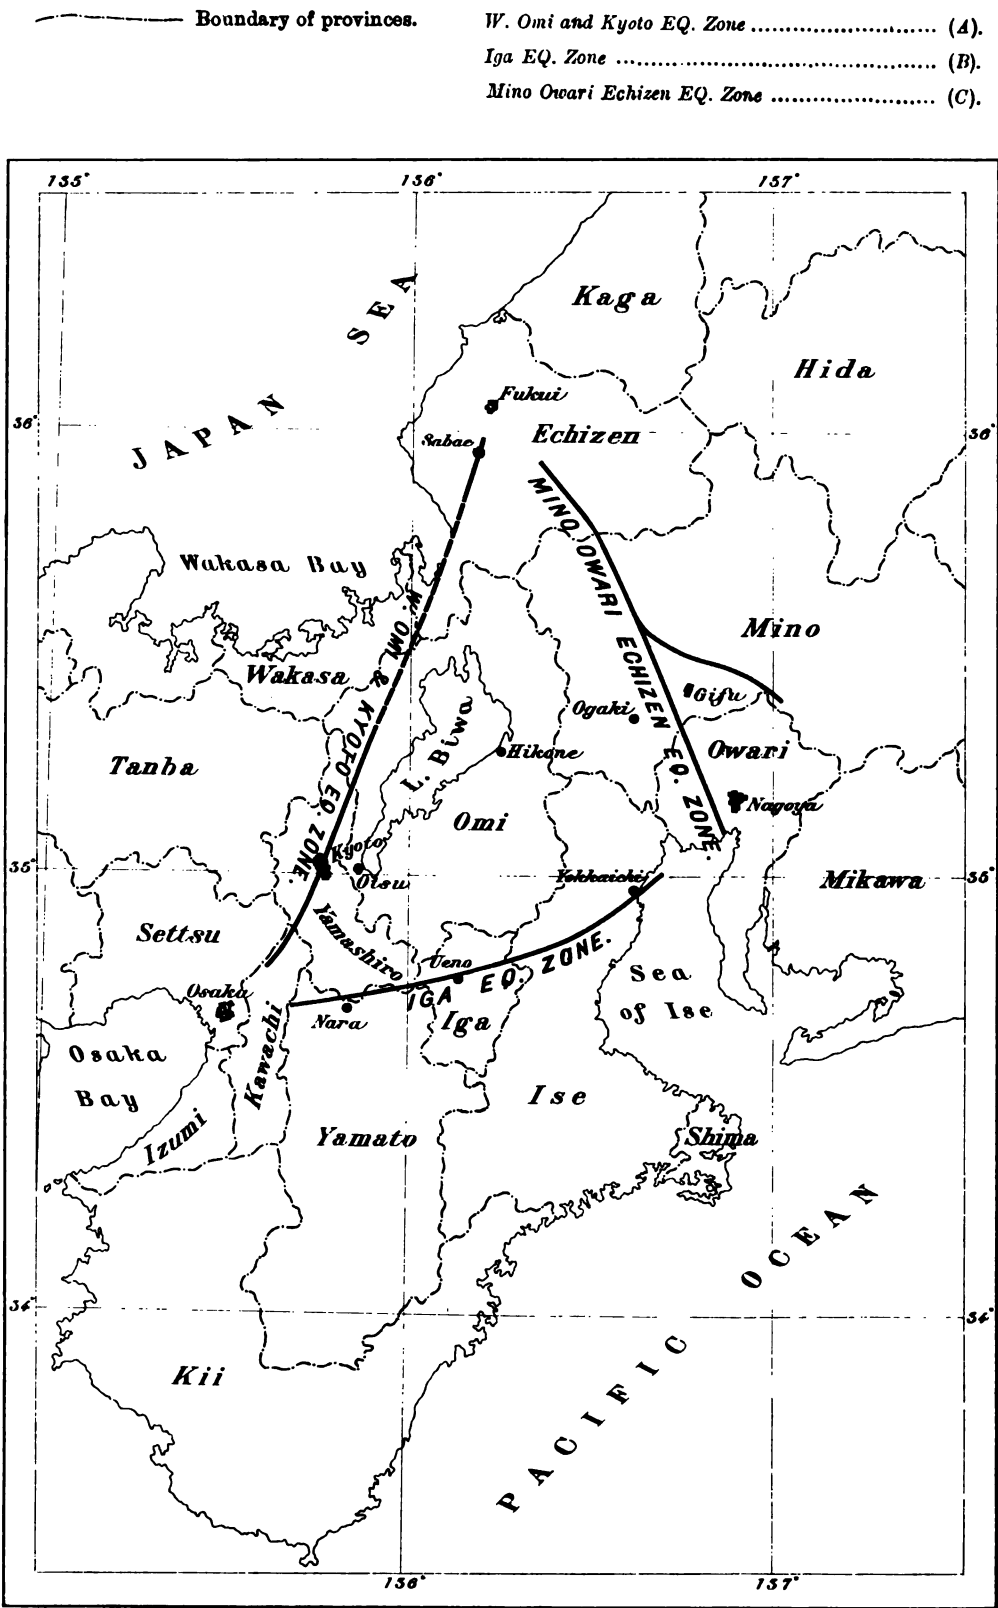 Boundary of provinces.
W. Omi and Kyoto EQ. Zone .............................. (A).
Iga EQ. Zone .................................................... (B).
Mino Owari Echizen EQ. Zone .......................... (C).
135°
136°
137°
JAPAN SEA
Kaga
Hida
Fukui
36°
Sabae
Echizen
36°
MINO OWARI ECHIZEN EQ. ZONE.
Wakasa Bay
W. OMI & KYOTO EQ. ZONE.
Mino
Wakasa
Gifu
Ogaki
L. Biwa
Hikone
Owari
Tanba
Nagoya
Omi
Kyoto
35°
Otsu
Yokkaichi
Mikawa
35°
Settsu
Yamashiro
Ueno
IGA EQ. ZONE.
Sea
of Ise
Osaka
Nara
Iga
Osaka
Bay
Kawachi
Ise
Izumi
Yamato
Shima
PACIFIC OCEAN
34°
34°
Kii
136°
137°